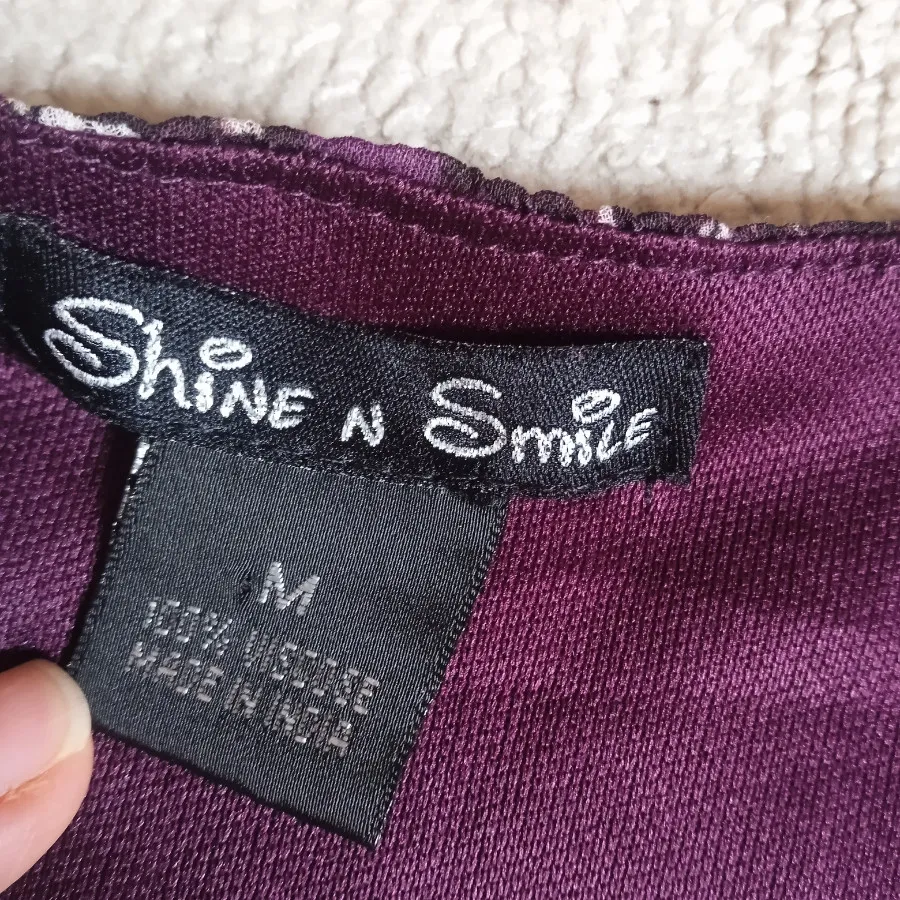 ShiNE N SmiLE
M
100% VISCOSE
MADE IN INDIA